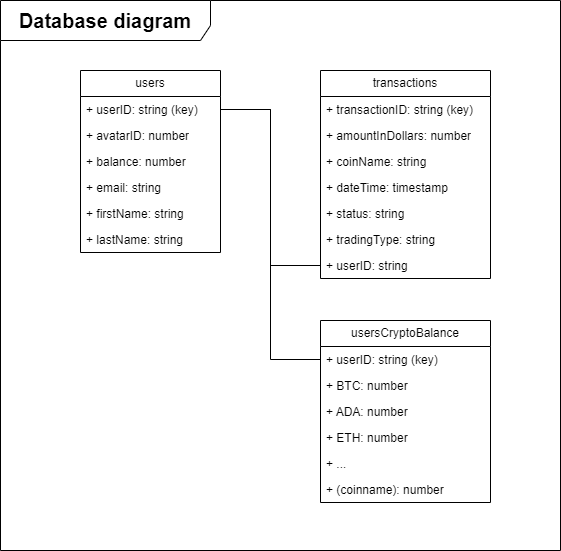 Database diagram
users
+ userID: string (key)
+ avatarID: number
+ balance: number
+ email: string
+ firstName: string
+ lastName: string
transactions
+ transactionID: string (key)
+ amountInDollars: number
+ coinName: string
+ dateTime: timestamp
+ status: string
+ tradingType: string
+ userID: string
usersCryptoBalance
+ userID: string (key)
+ BTC: number
+ ADA: number
+ ETH: number
+ ...
+ (coinname): number